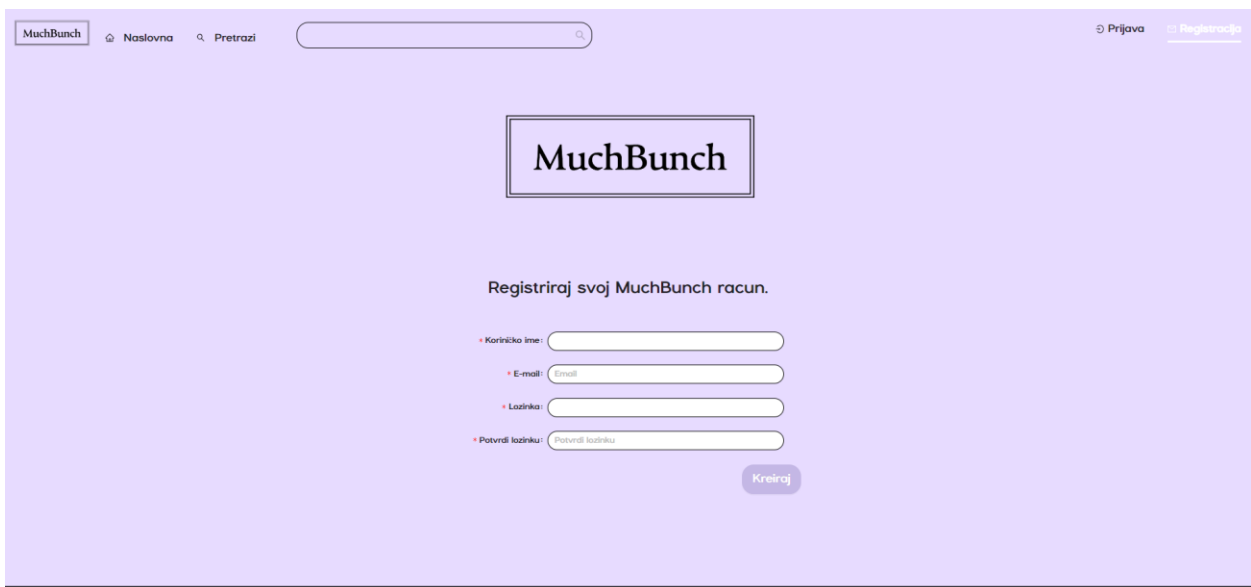 MuchBunch Naslovna Pretrazi Prijava Registracija
MuchBunch
Registriraj svoj MuchBunch racun.
* Koriničko ime:
* E-mail: Email
* Lozinka:
* Potvrdi lozinku: Potvrdi lozinku
Kreiraj